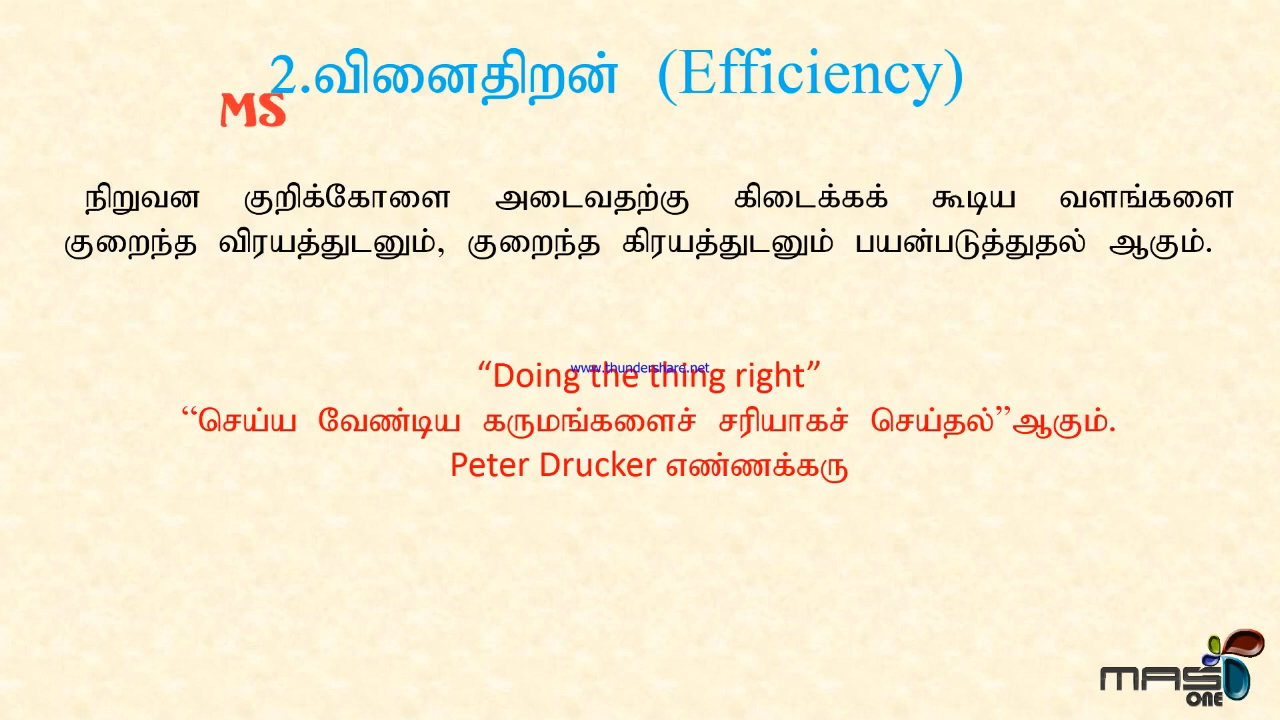 2.வினைதிறன் (Efficiency)
MS
நிறுவன குறிக்கோளை அடைவதற்கு கிடைக்கக் கூடிய வளங்களை
குறைந்த விரயத்துடனும், குறைந்த கிரயத்துடனும் பயன்படுத்துதல் ஆகும்.
“Doing the thing right”
www.thundershare.net
“செய்ய வேண்டிய கருமங்களைச் சரியாகச் செய்தல்”ஆகும்.
Peter Drucker எண்ணக்கரு
MAS
ONE